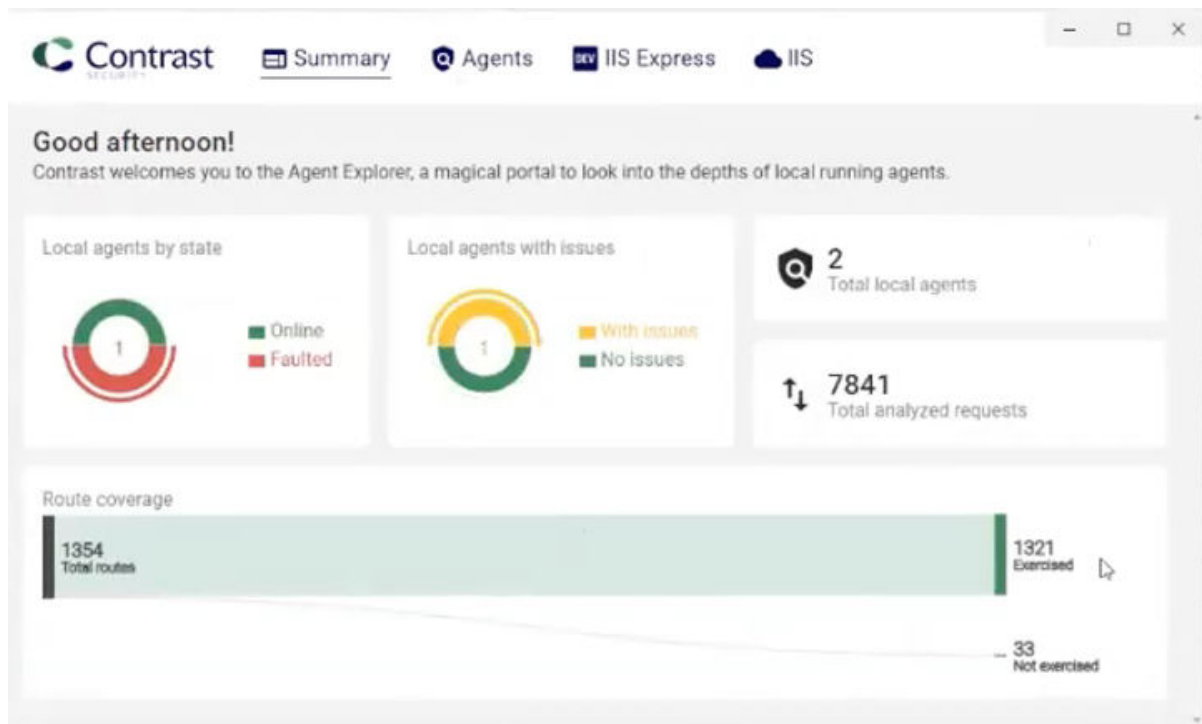 Contrast
SECURITY
Summary
Agents
DEV IIS Express
IIS
Good afternoon!
Contrast welcomes you to the Agent Explorer, a magical portal to look into the depths of local running agents.
Local agents by state
1
Online
Faulted
Local agents with issues
1
With issues
No issues
2
Total local agents
7841
Total analyzed requests
Route coverage
1354
Total routes
1321
Exercised
33
Not exercised